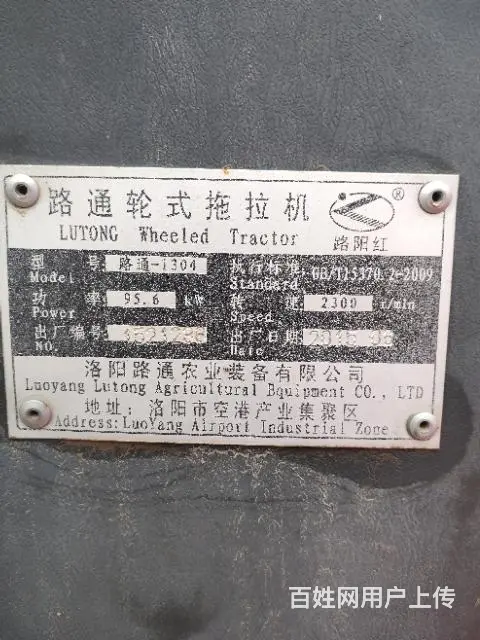 路通轮式拖拉机 ®
LUTONG Wheeled Tractor 路阳红
型号: 路通-1304 执行标准: GB/T15370.2-2009
Model Standard
功率 95.6 kW 转速 2300 r/min
Power Speed
出厂编号 出厂日期
NO. Date
洛阳路通农业装备有限公司
Luoyang Lutong Agricultural Equipment CO., LTD
地址: 洛阳市空港产业集聚区
Address:LuoYang Airport Industrial Zone
百姓网用户上传